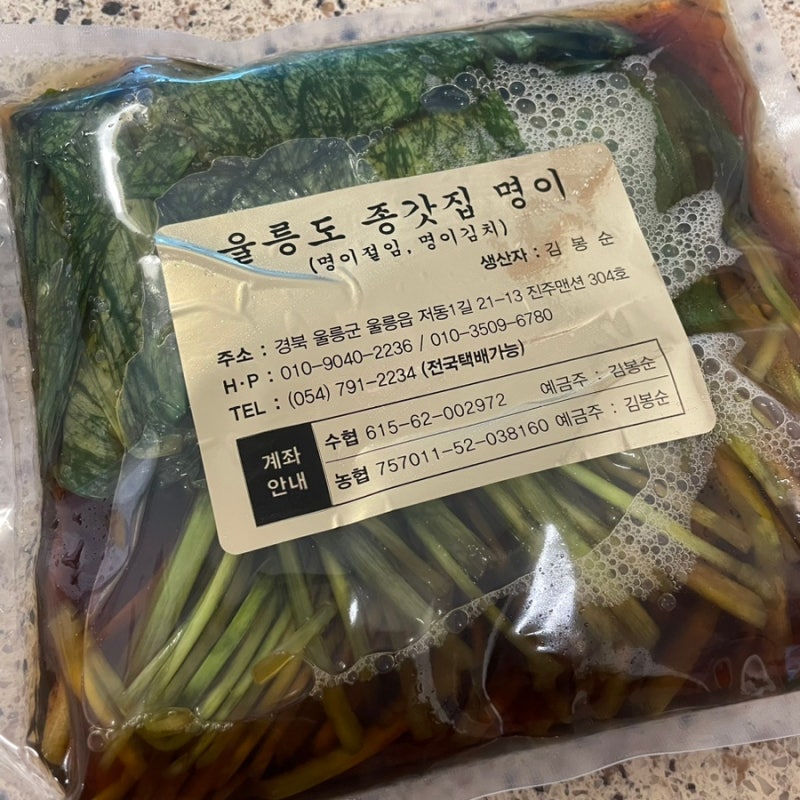 울릉도 종갓집 명이
(명이절임, 명이김치)
생산자 : 김 봉 순
주소 : 경북 울릉군 울릉읍 저동1길 21-13 진주맨션 304호
H·P : 010-9040-2236 / 010-3509-6780
TEL : (054) 791-2234 (전국택배가능)
계좌 안내
수협 615-62-002972 예금주 : 김봉순
농협 757011-52-038160 예금주 : 김봉순